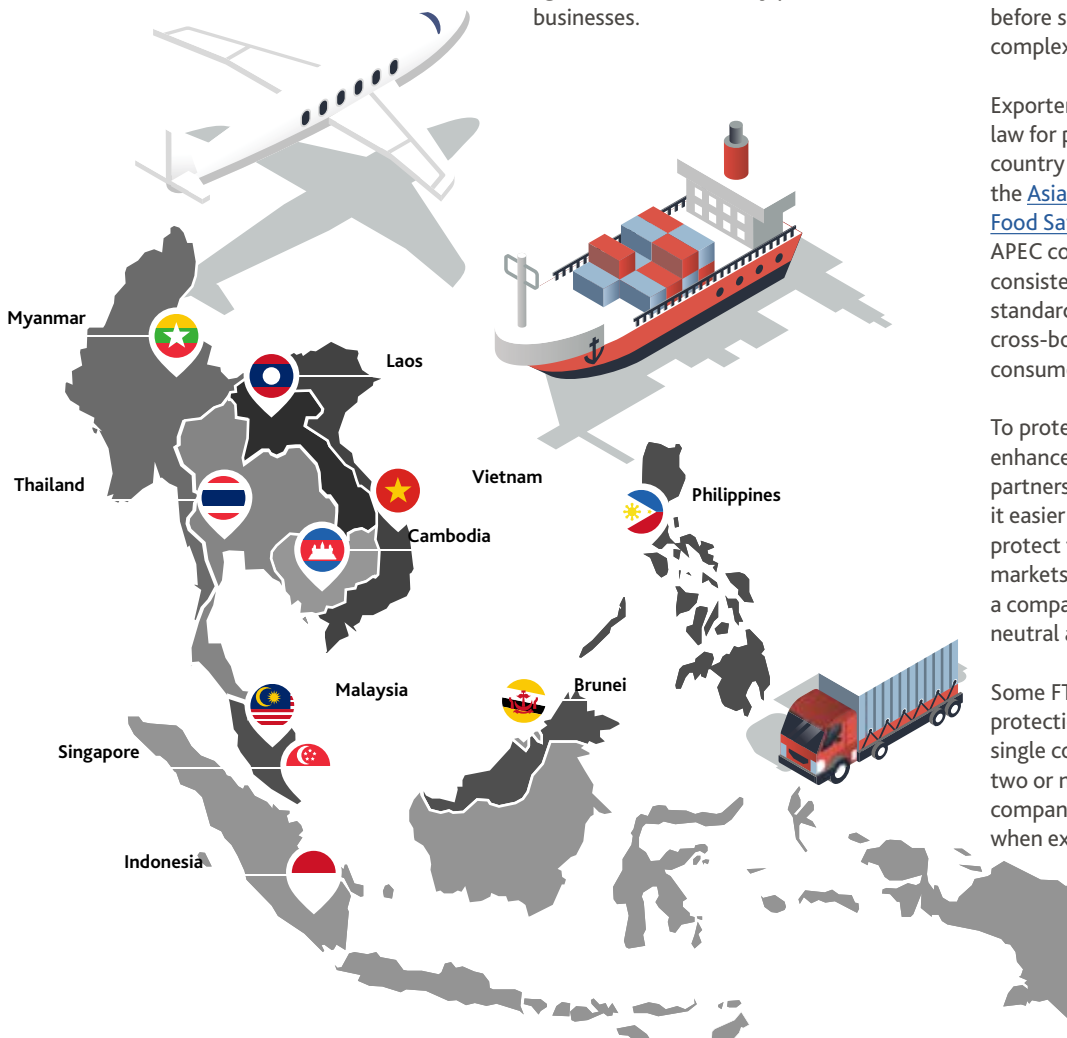 businesses.
before s
complex
Exporter
law for p
country
the Asia
Food Sa
APEC co
consiste
standard
cross-bo
consume
To prote
enhance
partners
it easier
protect
markets
a compa
neutral a
Some FT
protecti
single co
two or m
compan
when ex
Myanmar
Laos
Thailand
Vietnam
Philippines
Cambodia
Malaysia
Brunei
Singapore
Indonesia